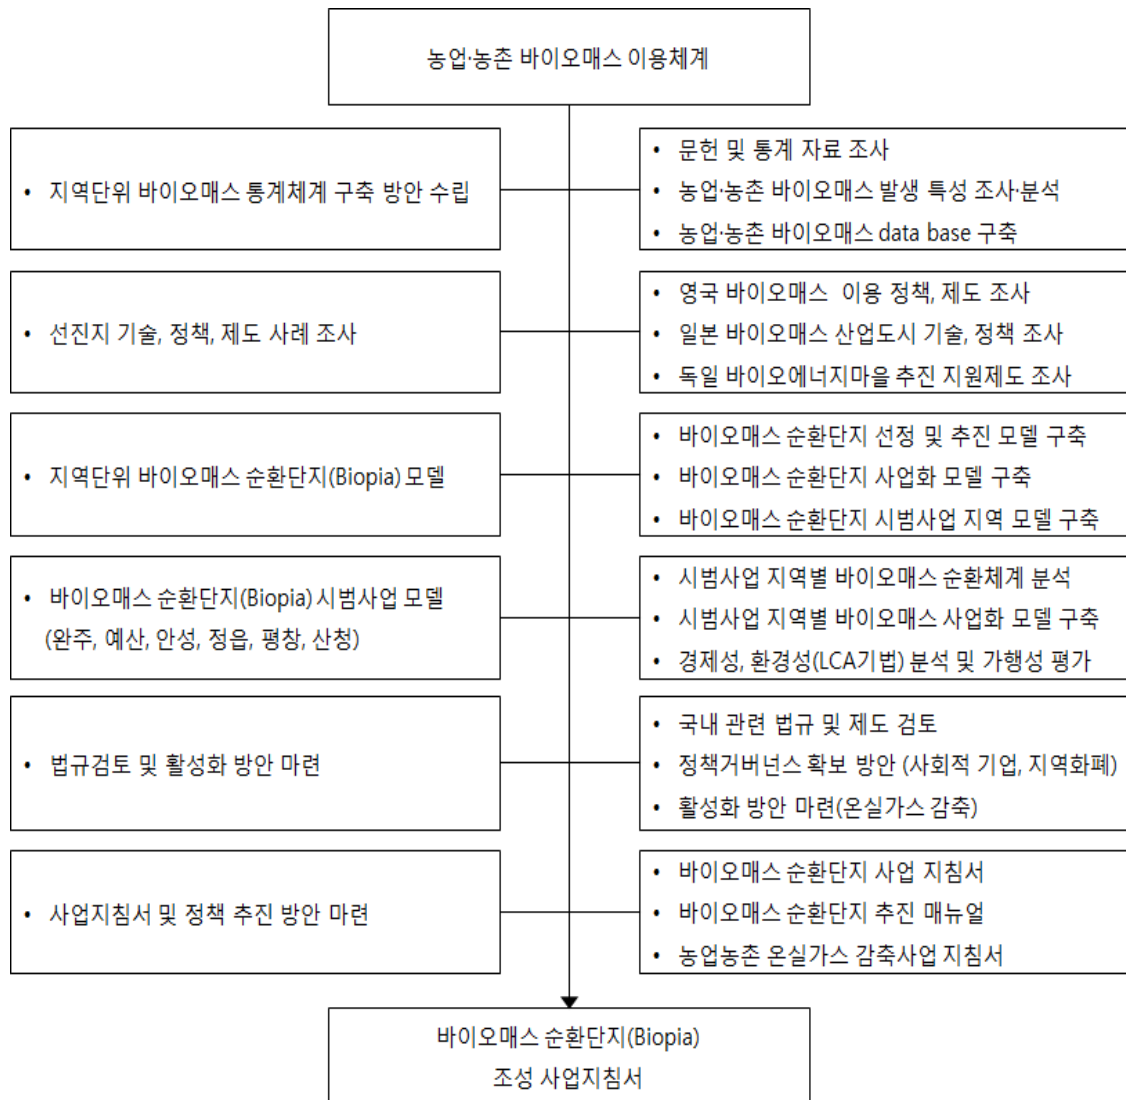 농업·농촌 바이오매스 이용체계
• 지역단위 바이오매스 통계체계 구축 방안 수립
• 문헌 및 통계 자료 조사
• 농업·농촌 바이오매스 발생 특성 조사·분석
• 농업·농촌 바이오매스 data base 구축
• 선진지 기술, 정책, 제도 사례 조사
• 영국 바이오매스 이용 정책, 제도 조사
• 일본 바이오매스 산업도시 기술, 정책 조사
• 독일 바이오에너지마을 추진 지원제도 조사
• 지역단위 바이오매스 순환단지(Biopia) 모델
• 바이오매스 순환단지 선정 및 추진 모델 구축
• 바이오매스 순환단지 사업화 모델 구축
• 바이오매스 순환단지 시범사업 지역 모델 구축
• 바이오매스 순환단지(Biopia) 시범사업 모델
(완주, 예산, 안성, 정읍, 평창, 산청)
• 시범사업 지역별 바이오매스 순환체계 분석
• 시범사업 지역별 바이오매스 사업화 모델 구축
• 경제성, 환경성(LCA기법) 분석 및 가행성 평가
• 법규검토 및 활성화 방안 마련
• 국내 관련 법규 및 제도 검토
• 정책거버넌스 확보 방안 (사회적 기업, 지역화폐)
• 활성화 방안 마련(온실가스 감축)
• 사업지침서 및 정책 추진 방안 마련
• 바이오매스 순환단지 사업 지침서
• 바이오매스 순환단지 추진 매뉴얼
• 농업농촌 온실가스 감축사업 지침서
바이오매스 순환단지(Biopia)
조성 사업지침서